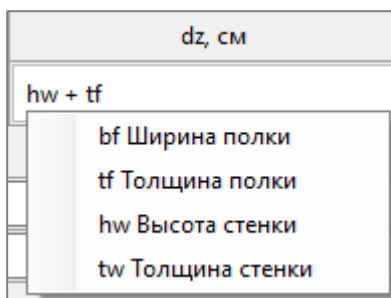 dz, см
hw + tf
bf Ширина полки
tf Толщина полки
hw Высота стенки
tw Толщина стенки